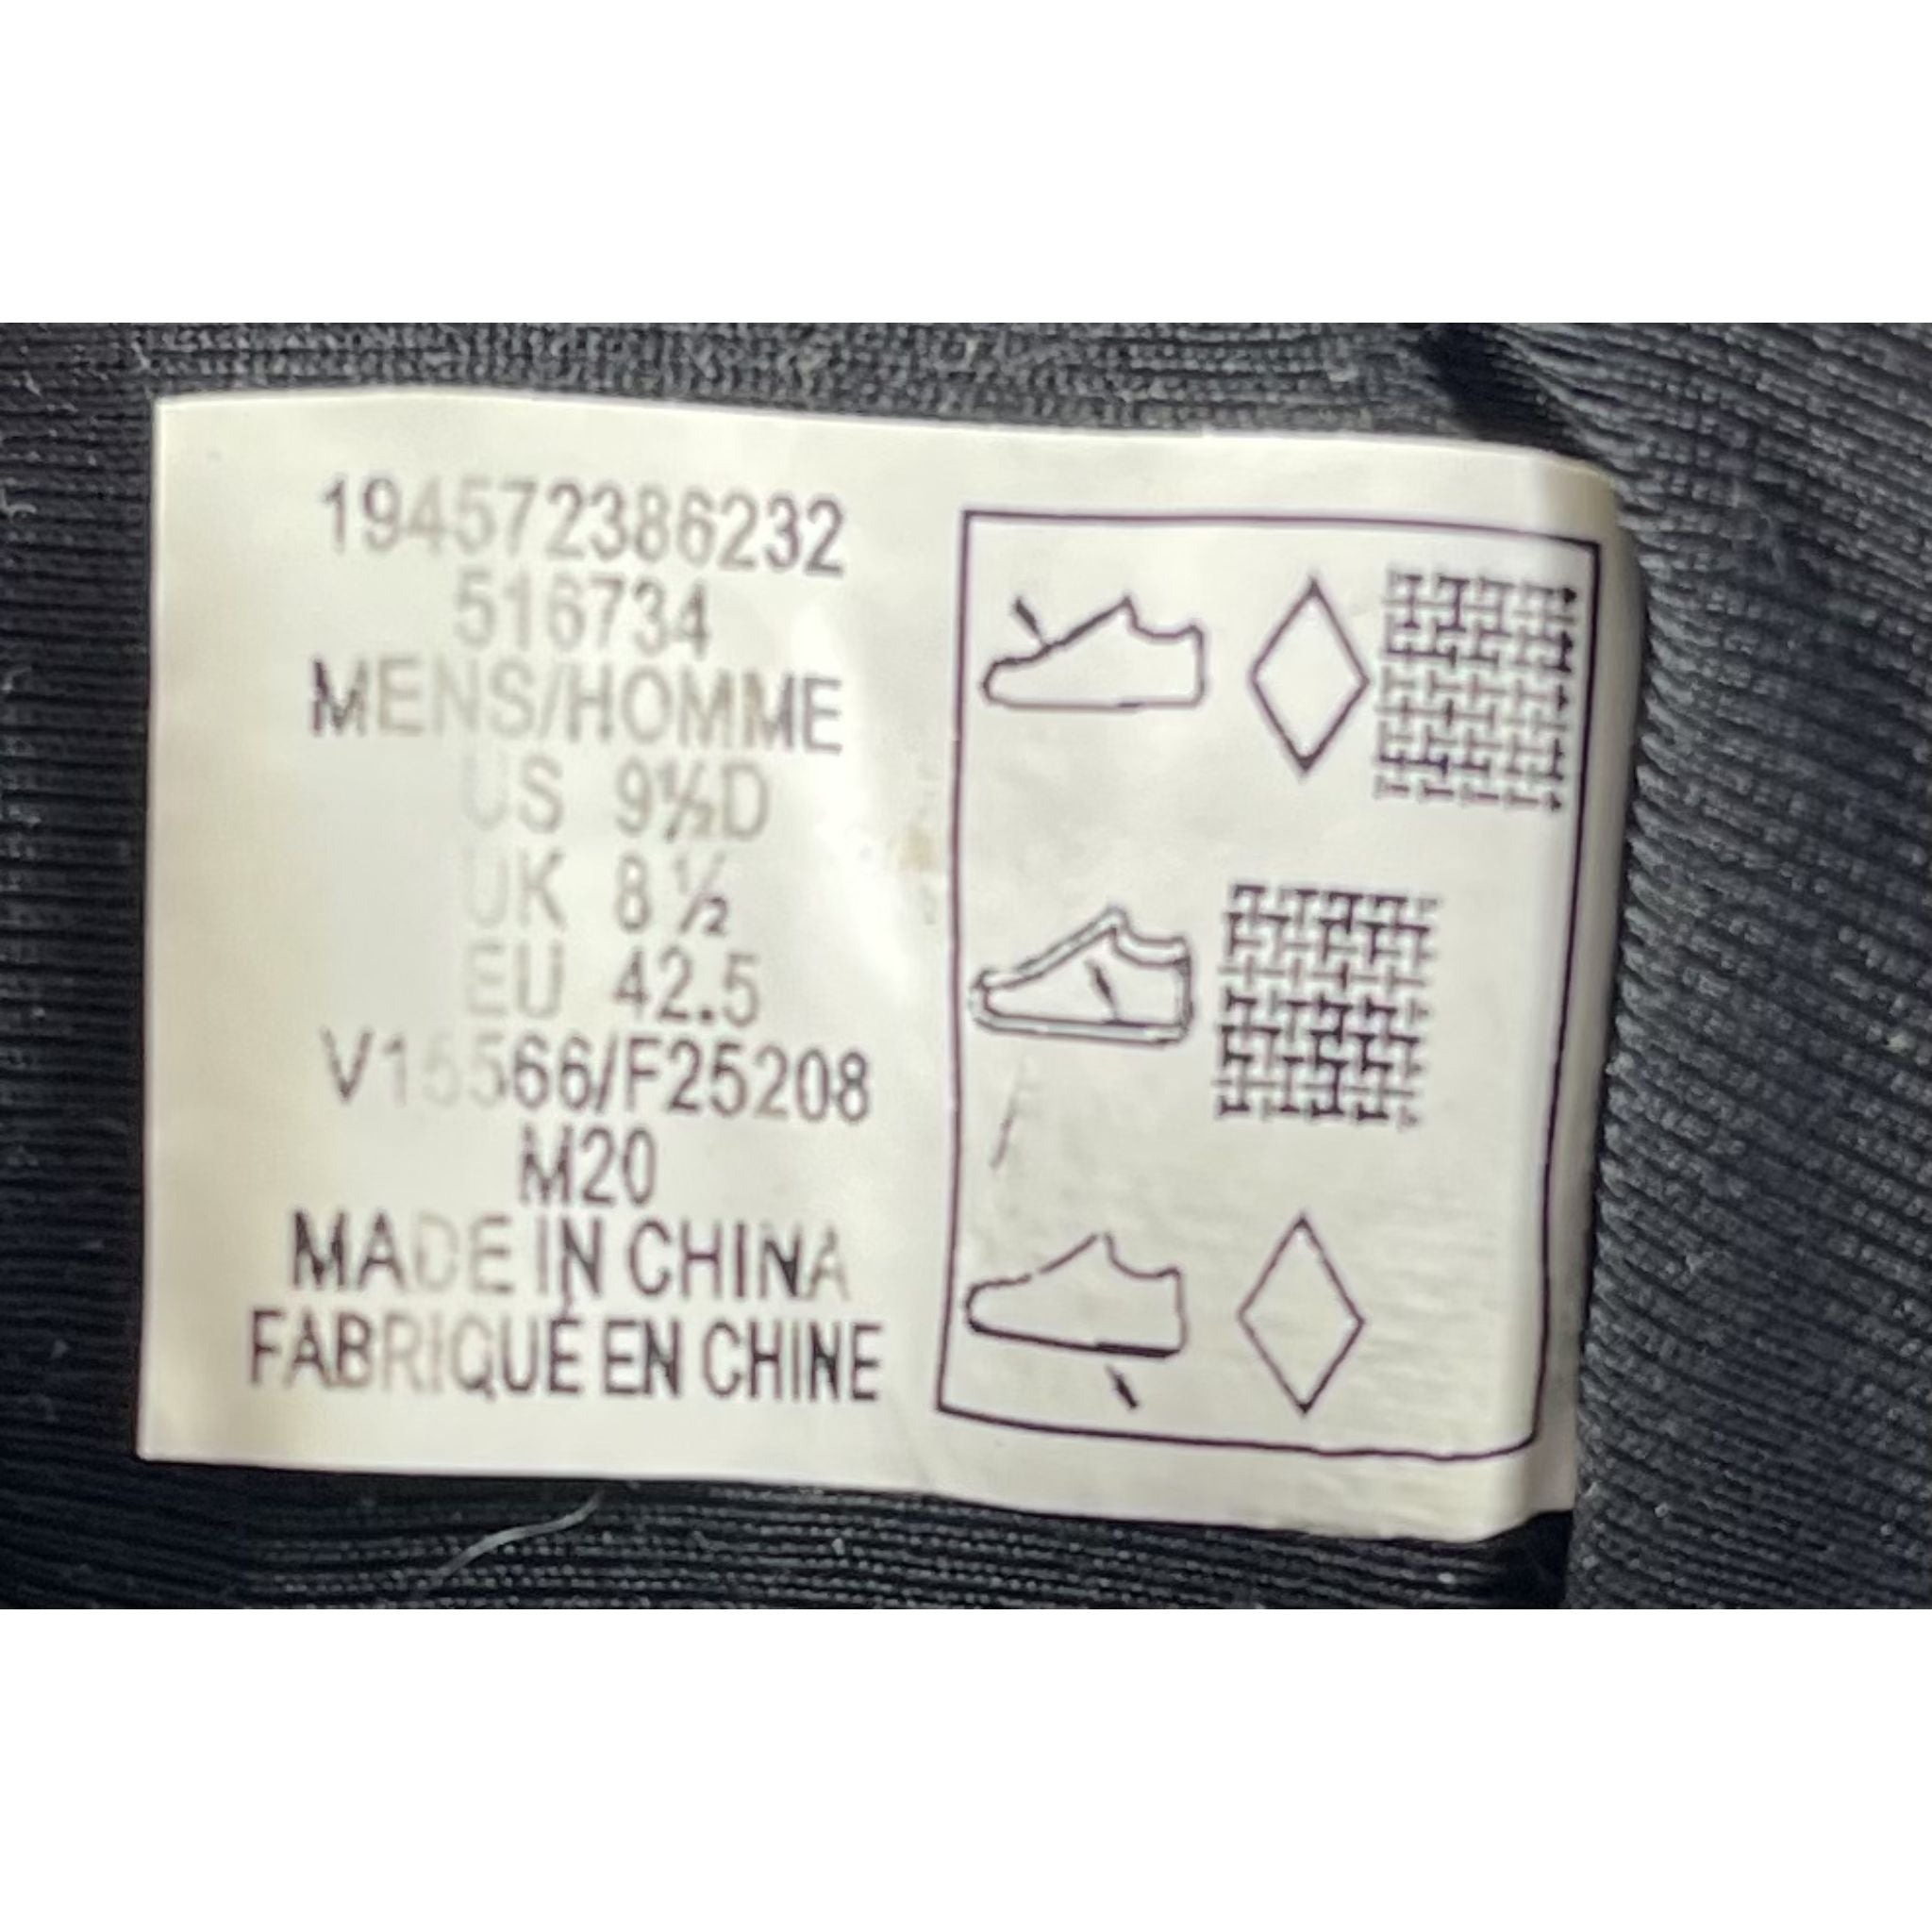 194572386232
516734
MENS/HOMME
US 9½D
UK 8 ½
EU 42.5
V15566/F25208
M20
MADE IN CHINA
FABRIQUÉ EN CHINE